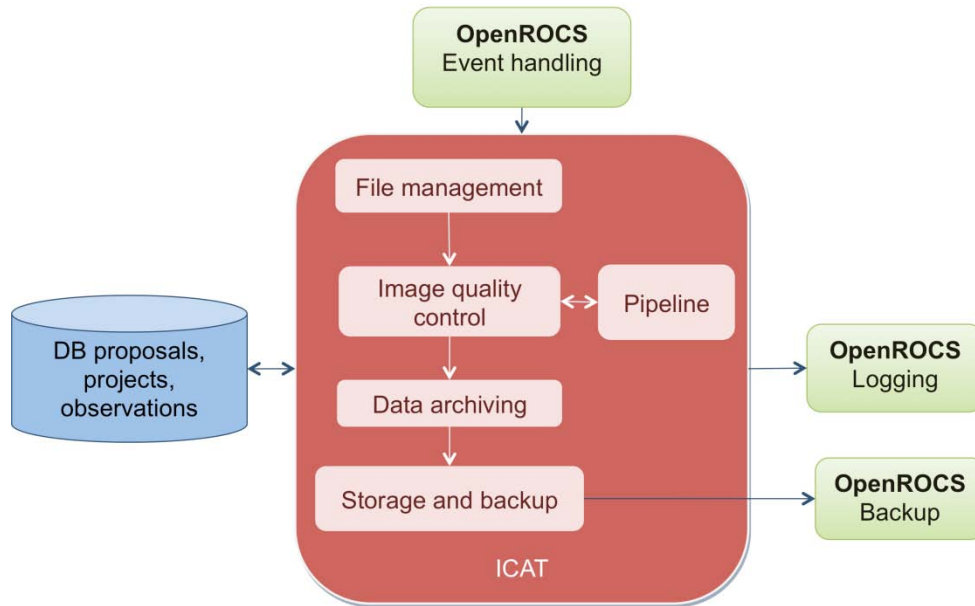 OpenROCS
Event handling
File management
Image quality
control
Pipeline
DB proposals,
projects,
observations
OpenROCS
Logging
Data archiving
Storage and backup
OpenROCS
Backup
ICAT